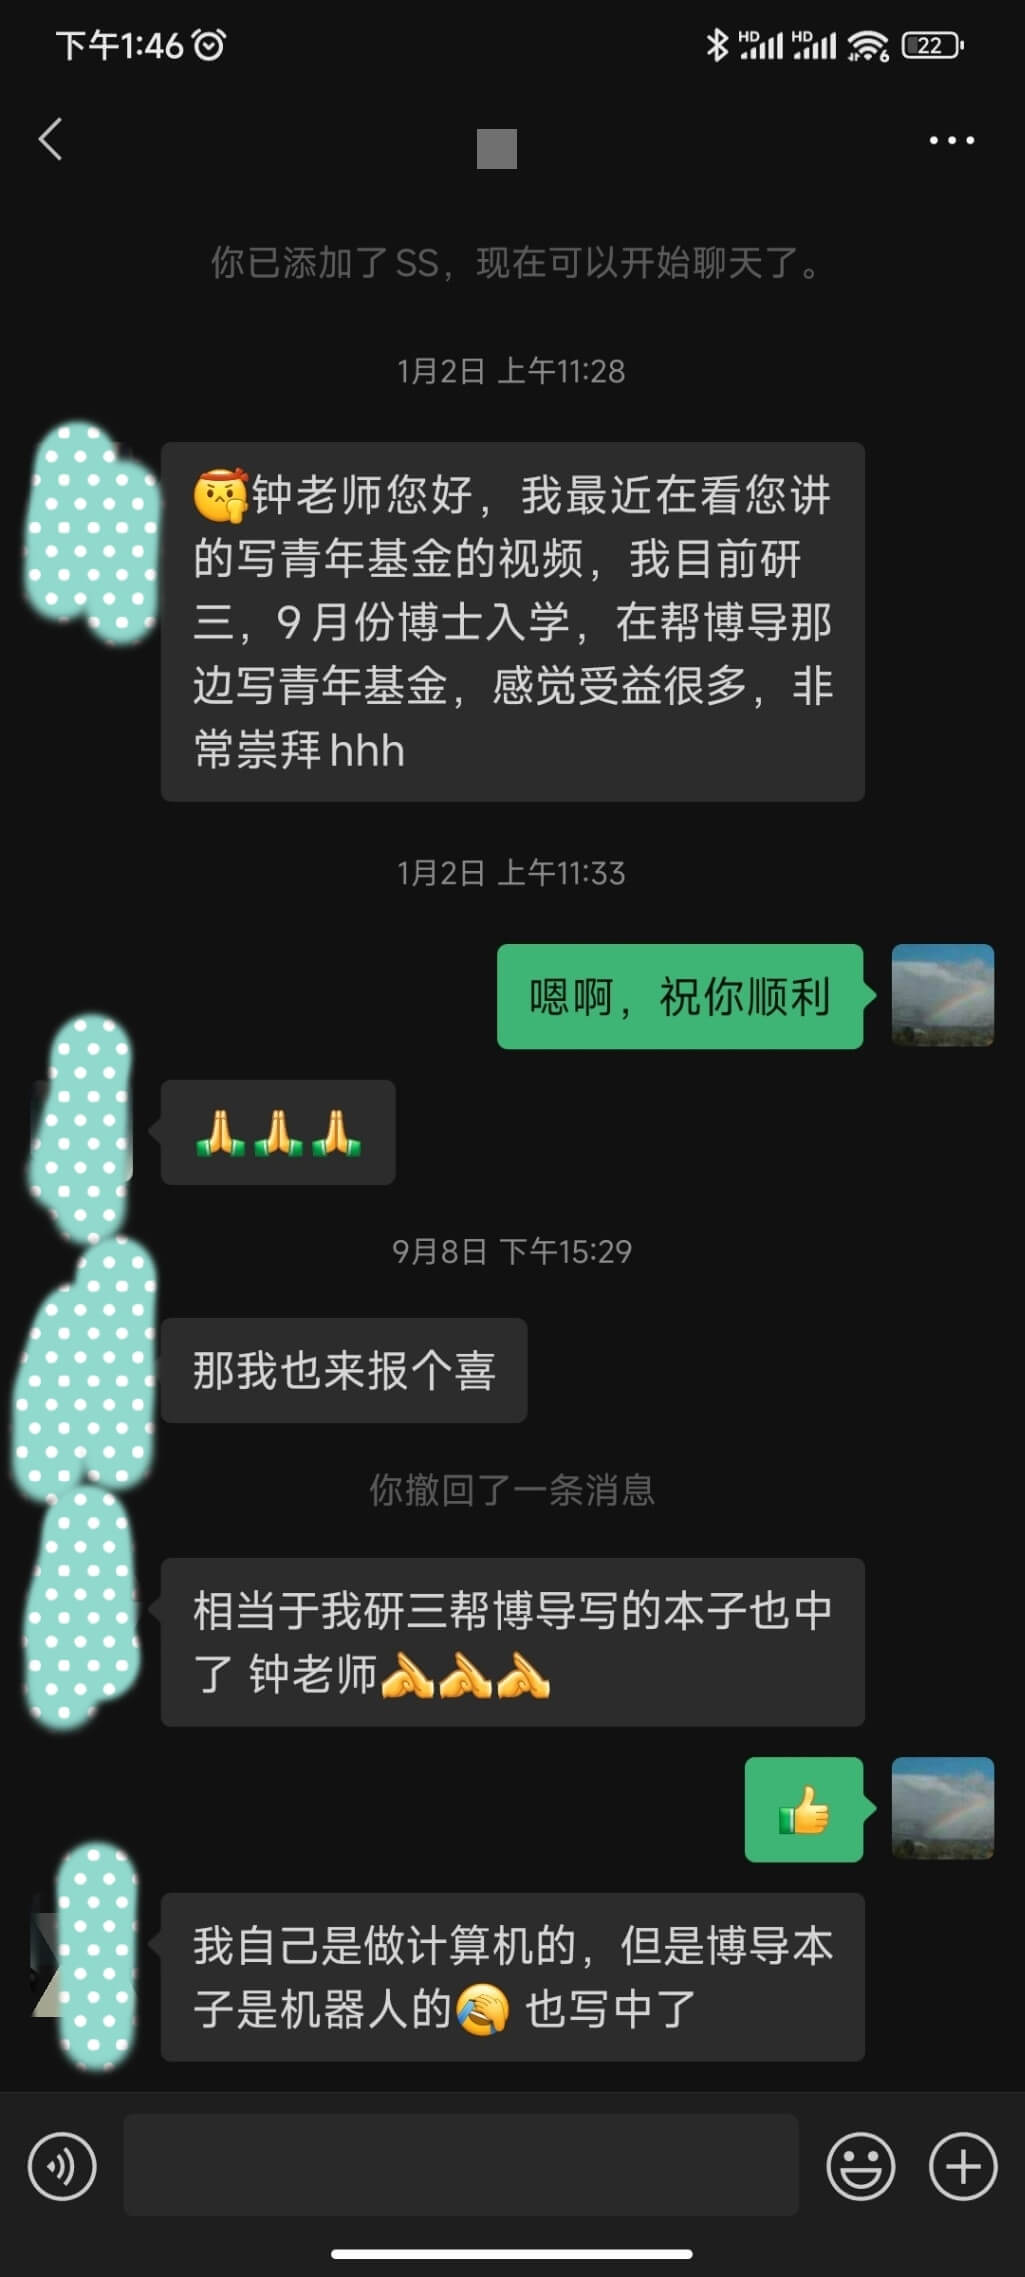 下午1:46
HD HD 6 22
你已添加了SS，现在可以开始聊天了。
1月2日 上午11:28
钟老师您好，我最近在看您讲
的写青年基金的视频，我目前研
三，9月份博士入学，在帮博导那
边写青年基金，感觉受益很多，非
常崇拜hhh
1月2日 上午11:33
嗯啊，祝你顺利
🙏🙏🙏
9月8日 下午15:29
那我也来报个喜
你撤回了一条消息
相当于我研三帮博导写的本子也中
了 钟老师
👍
我自己是做计算机的，但是博导本
子是机器人的 也写中了